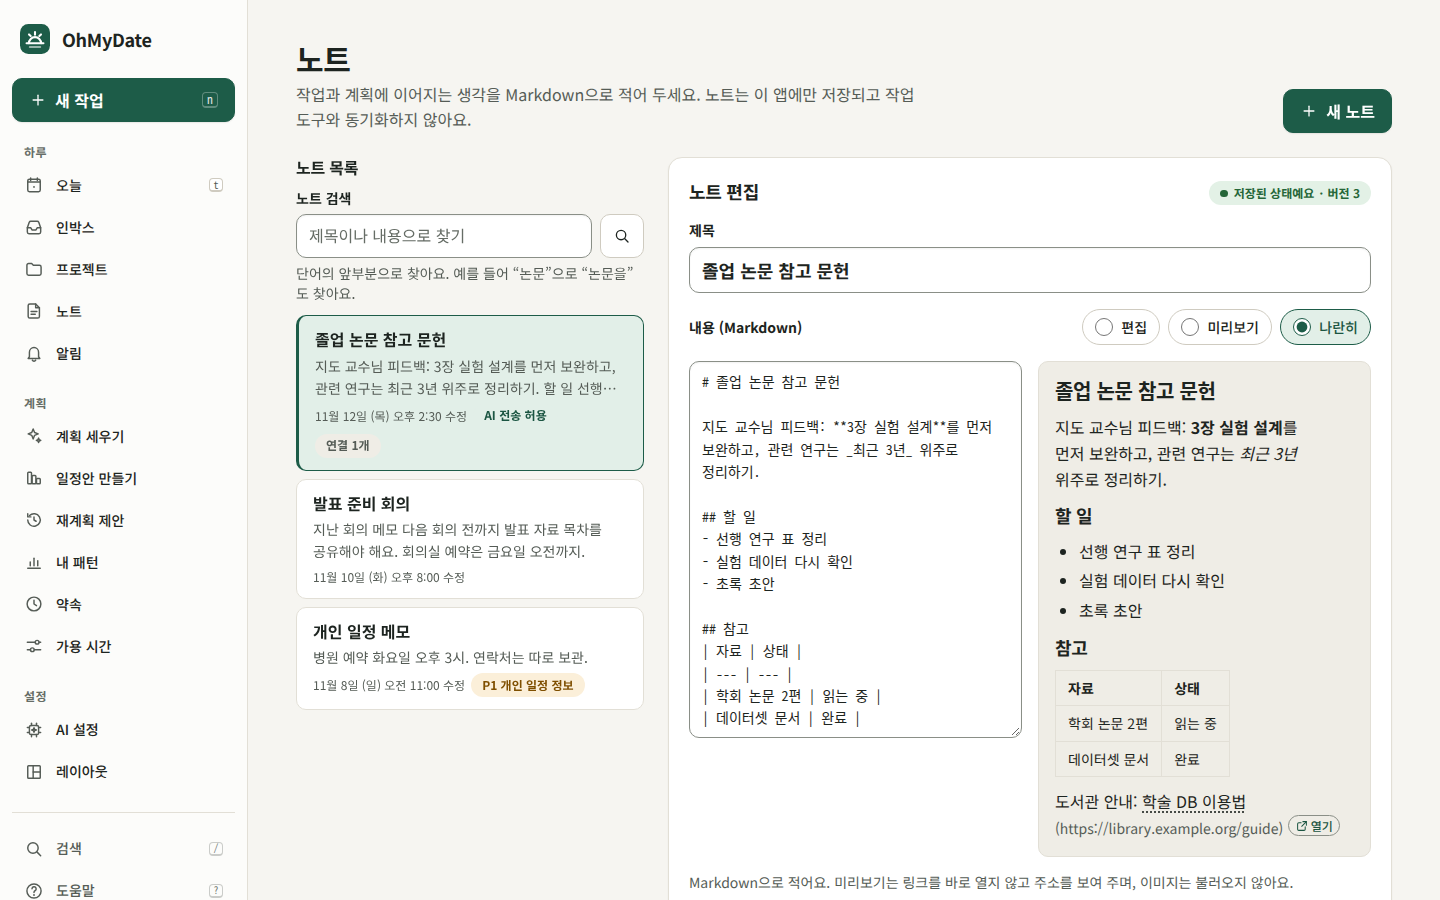 OhMyDate
새 작업
n
하루
오늘
t
인박스
프로젝트
노트
알림
계획
계획 세우기
일정안 만들기
재계획 제안
내 패턴
약속
가용 시간
설정
AI 설정
레이아웃
검색
/
도움말
?
노트
작업과 계획에 이어지는 생각을 Markdown으로 적어 두세요. 노트는 이 앱에만 저장되고 작업
도구와 동기화하지 않아요.
새 노트
노트 목록
노트 검색
제목이나 내용으로 찾기
단어의 앞부분으로 찾아요. 예를 들어 “논문”으로 “논문을”
도 찾아요.
졸업 논문 참고 문헌
지도 교수님 피드백: 3장 실험 설계를 먼저 보완하고,
관련 연구는 최근 3년 위주로 정리하기. 할 일 선행…
11월 12일 (목) 오후 2:30 수정 AI 전송 허용
연결 1개
발표 준비 회의
지난 회의 메모 다음 회의 전까지 발표 자료 목차를
공유해야 해요. 회의실 예약은 금요일 오전까지.
11월 10일 (화) 오후 8:00 수정
개인 일정 메모
병원 예약 화요일 오후 3시. 연락처는 따로 보관.
11월 8일 (일) 오전 11:00 수정 P1 개인 일정 정보
노트 편집
저장된 상태예요 · 버전 3
제목
졸업 논문 참고 문헌
내용 (Markdown)
편집
미리보기
나란히
# 졸업 논문 참고 문헌
지도 교수님 피드백: **3장 실험 설계**를 먼저
보완하고, 관련 연구는 _최근 3년_ 위주로
정리하기.
## 할 일
- 선행 연구 표 정리
- 실험 데이터 다시 확인
- 초록 초안
## 참고
| 자료 | 상태 |
| --- | --- |
| 학회 논문 2편 | 읽는 중 |
| 데이터셋 문서 | 완료 |
졸업 논문 참고 문헌
지도 교수님 피드백: 3장 실험 설계를
먼저 보완하고, 관련 연구는 최근 3년
위주로 정리하기.
할 일
선행 연구 표 정리
실험 데이터 다시 확인
초록 초안
참고
자료 상태
학회 논문 2편 읽는 중
데이터셋 문서 완료
도서관 안내: 학술 DB 이용법
(https://library.example.org/guide) 열기
Markdown으로 적어요. 미리보기는 링크를 바로 열지 않고 주소를 보여 주며, 이미지는 불러오지 않아요.